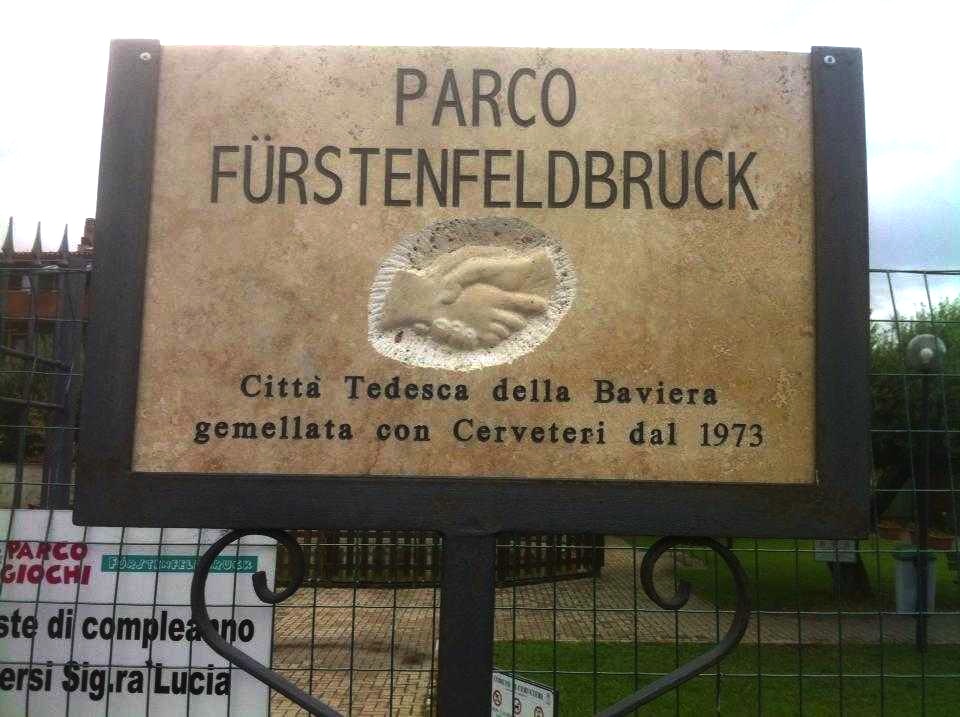 PARCO
FÜRSTENFELDBRUCK
Città Tedesca della Baviera
gemellata con Cerveteri dal 1973
PARCO
GIOCHI
FÜRSTENFELDBRUCK
ste di compleanno
ersi Sig.ra Lucia